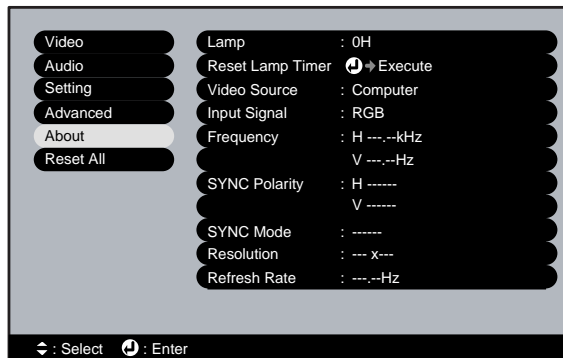 Video
Audio
Setting
Advanced
About
Reset All
Lamp : 0H
Reset Lamp Timer Execute
Video Source : Computer
Input Signal : RGB
Frequency : H ---.--kHz
V ---.--Hz
SYNC Polarity : H ------
V ------
SYNC Mode : ------
Resolution : --- x---
Refresh Rate : ---.--Hz
: Select : Enter